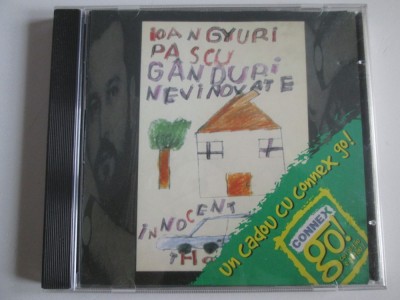 IOAN GYURI
PASCU
GÂNDURI
NEVINOVATE
INNOCENT
un cadou cu connex go!
CONNEX
go!